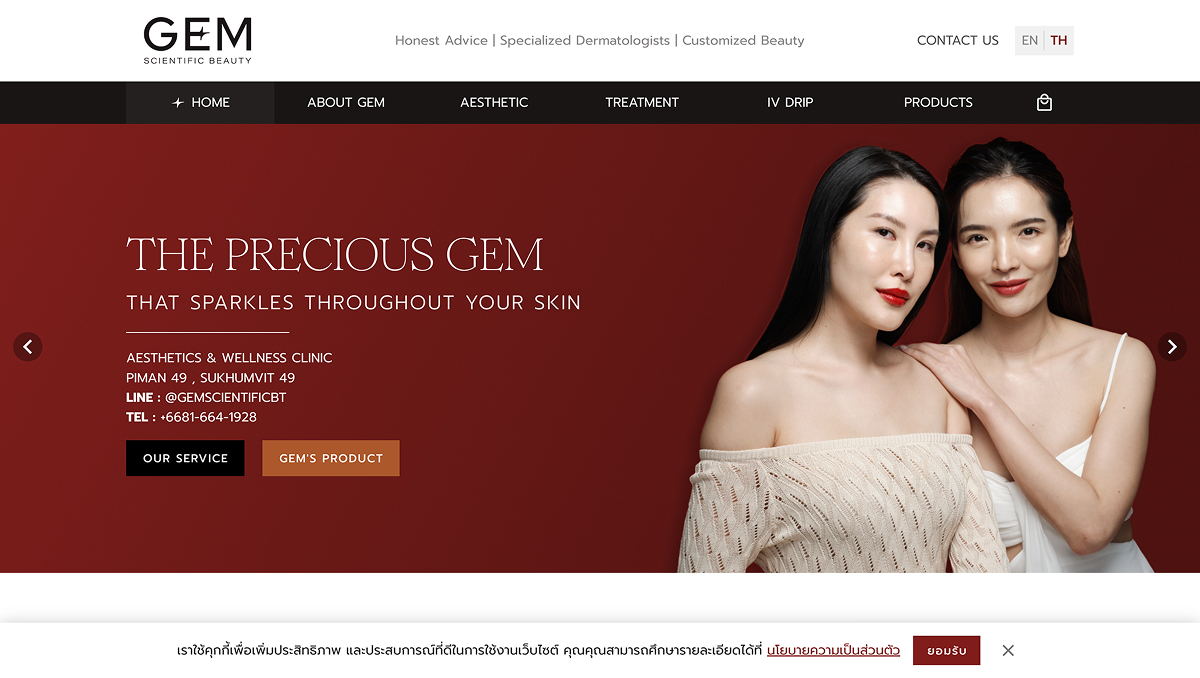 GEM
SCIENTIFIC BEAUTY
Honest Advice | Specialized Dermatologists | Customized Beauty
CONTACT US
EN TH
HOME
ABOUT GEM
AESTHETIC
TREATMENT
IV DRIP
PRODUCTS
THE PRECIOUS GEM
THAT SPARKLES THROUGHOUT YOUR SKIN
AESTHETICS & WELLNESS CLINIC
PIMAN 49 , SUKHUMVIT 49
LINE : @GEMSCIENTIFICBT
TEL : +6681-664-1928
OUR SERVICE
GEM'S PRODUCT
เราใช้คุกกี้เพื่อเพิ่มประสิทธิภาพ และประสบการณ์ที่ดีในการใช้งานเว็บไซต์ คุณคุณสามารถศึกษารายละเอียดได้ที่ นโยบายความเป็นส่วนตัว
ยอมรับ